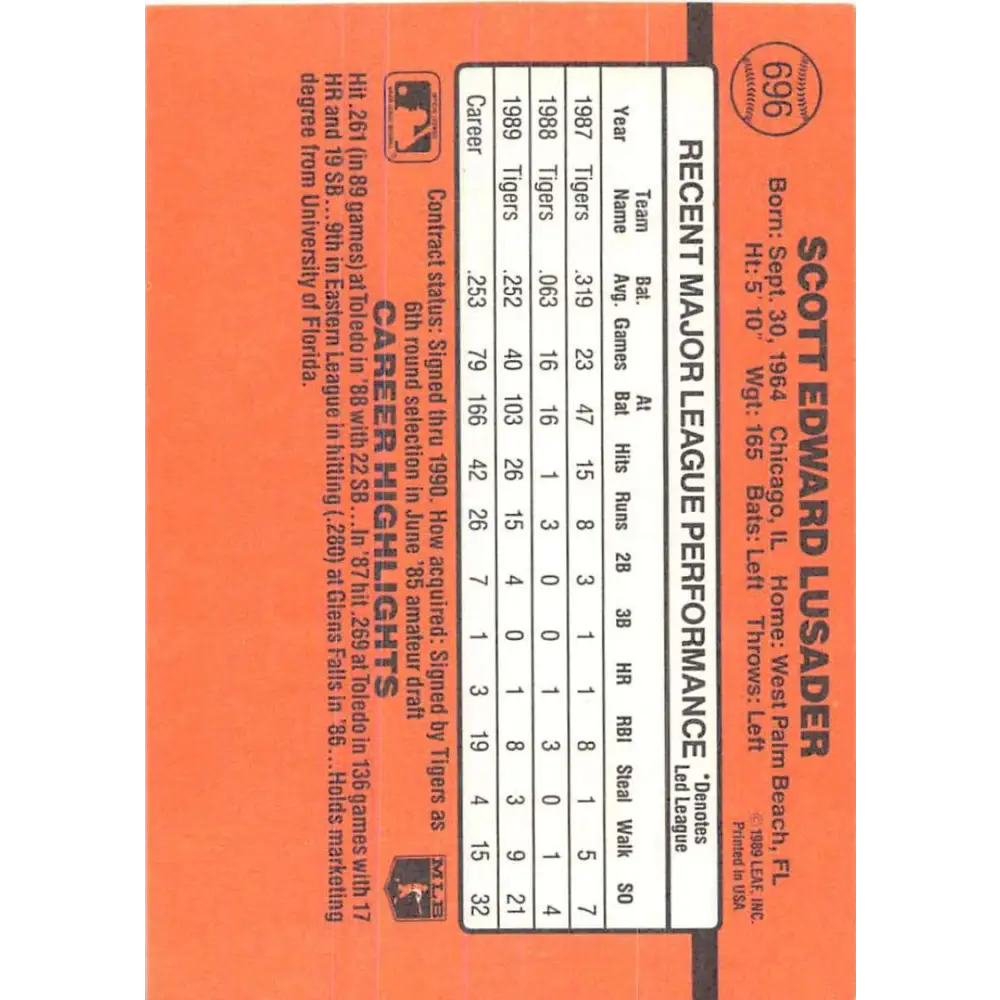 696
SCOTT EDWARD LUSADER
Born: Sept. 30, 1964 Chicago, IL Home: West Palm Beach, FL
Ht: 5' 10" Wgt: 165 Bats: Left Throws: Left
© 1989 LEAF, INC.
Printed in USA
RECENT MAJOR LEAGUE PERFORMANCE
*Denotes
Led League
Year Team Name Bat. Avg. Games At Bat Hits Runs 2B 3B HR RBI Steal Walk SO
1987 Tigers .319 23 47 15 8 3 1 1 8 1 5 7
1988 Tigers .063 16 16 1 3 0 0 1 3 0 1 4
1989 Tigers .252 40 103 26 15 4 0 1 8 3 9 21
Career .253 79 166 42 26 7 1 3 19 4 15 32
Contract status: Signed thru 1990. How acquired: Signed by Tigers as
6th round selection in June '85 amateur draft
MLB
CAREER HIGHLIGHTS
Hit .261 (in 89 games) at Toledo in '88 with 22 SB...In '87 hit .269 at Toledo in 136 games with 17
HR and 19 SB...9th in Eastern League in hitting (.280) at Glens Falls in '86...Holds marketing
degree from University of Florida.